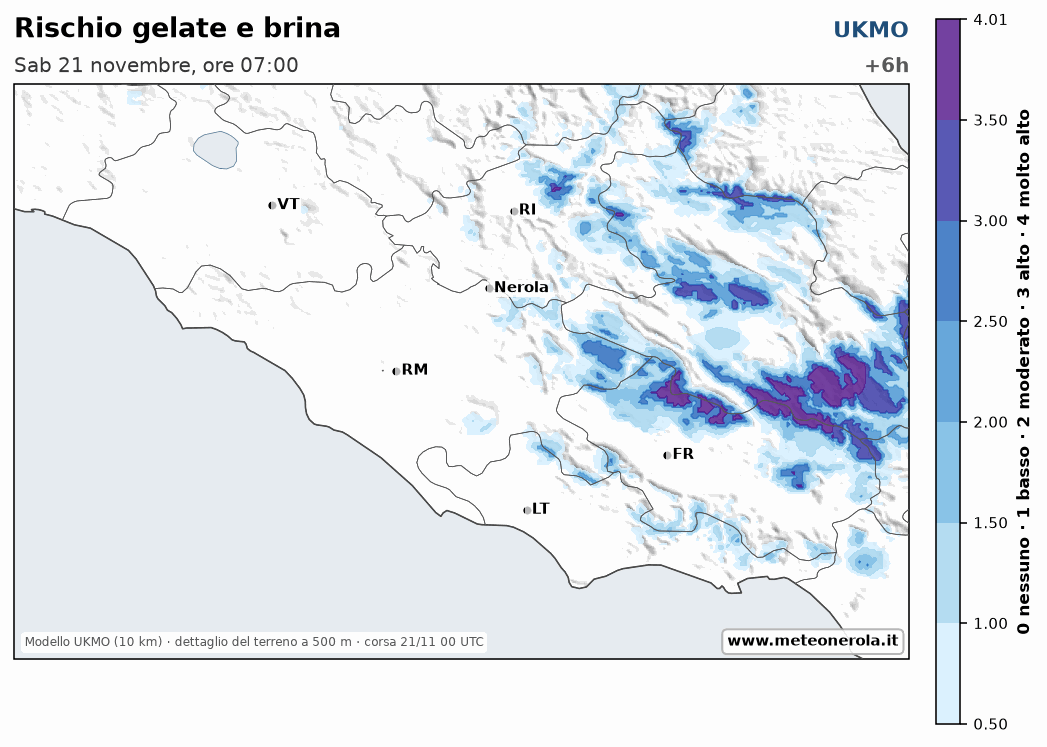 Rischio gelate e brina
UKMO
Sab 21 novembre, ore 07:00
+6h
VT
RI
Nerola
RM
FR
LT
Modello UKMO (10 km) · dettaglio del terreno a 500 m · corsa 21/11 00 UTC
www.meteonerola.it
4.01
3.50
3.00
2.50
2.00
1.50
1.00
0.50
0 nessuno · 1 basso · 2 moderato · 3 alto · 4 molto alto